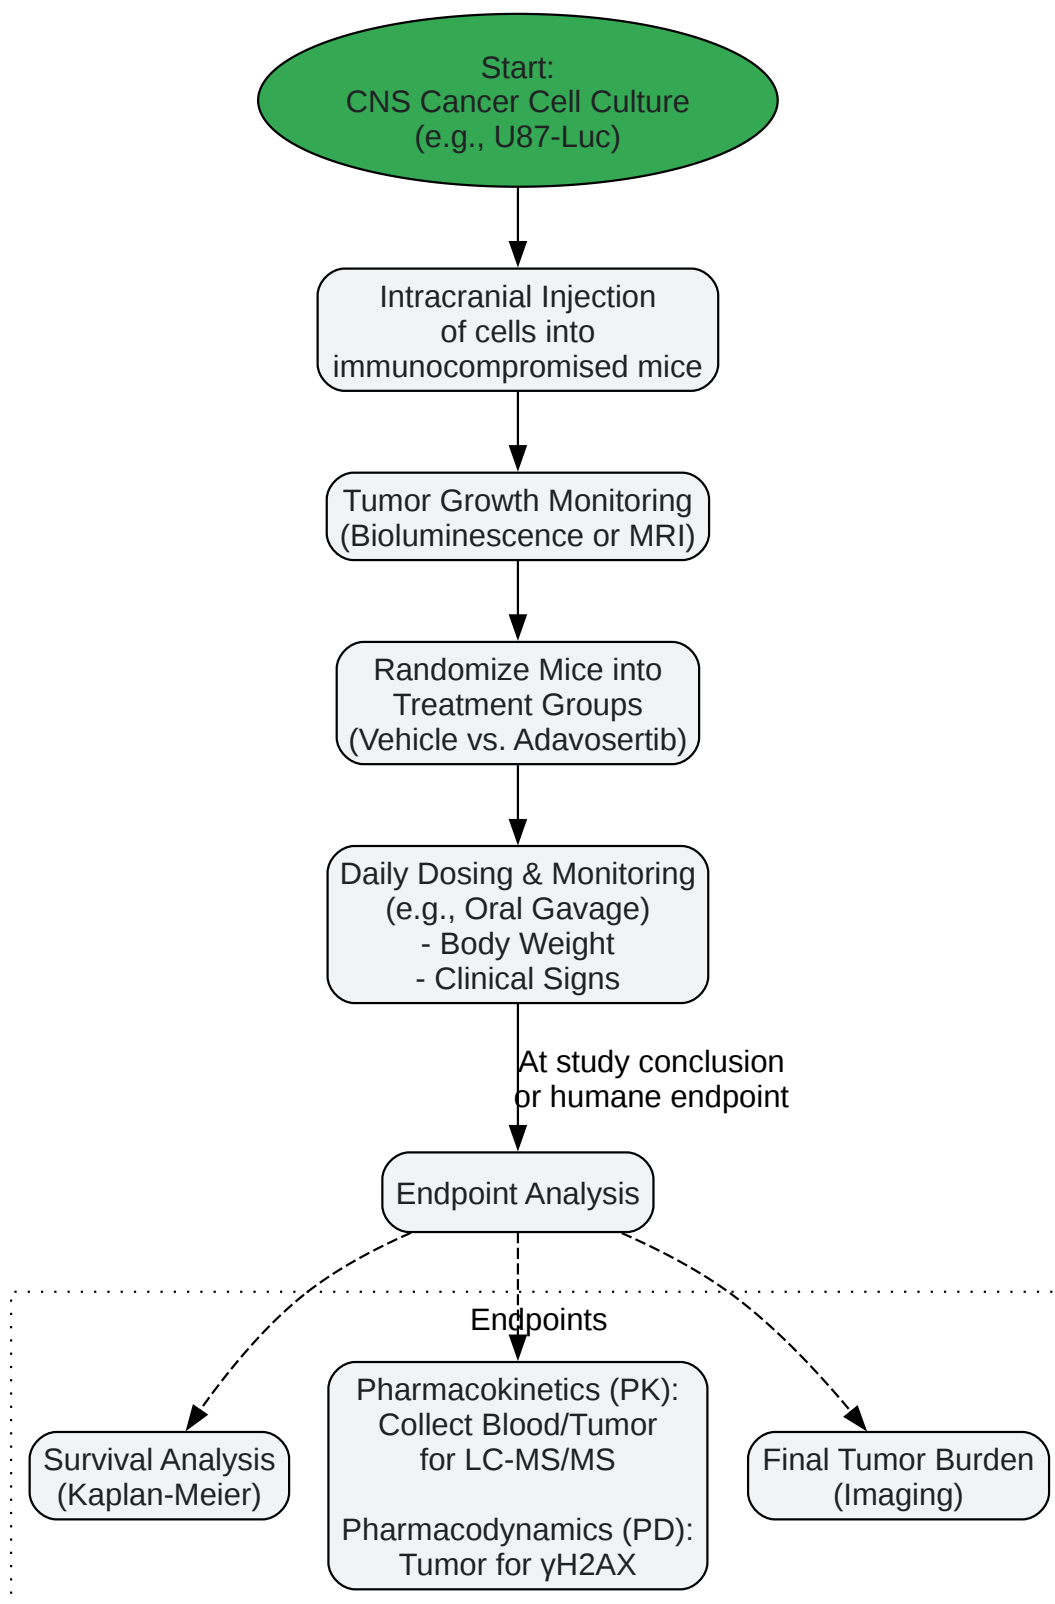 Start:
CNS Cancer Cell Culture
(e.g., U87-Luc)
Intracranial Injection
of cells into
immunocompromised mice
Tumor Growth Monitoring
(Bioluminescence or MRI)
Randomize Mice into
Treatment Groups
(Vehicle vs. Adavosertib)
Daily Dosing & Monitoring
(e.g., Oral Gavage)
- Body Weight
- Clinical Signs
At study conclusion
or humane endpoint
Endpoint Analysis
Endpoints
Survival Analysis
(Kaplan-Meier)
Pharmacokinetics (PK):
Collect Blood/Tumor
for LC-MS/MS
Pharmacodynamics (PD):
Tumor for γH2AX
Final Tumor Burden
(Imaging)